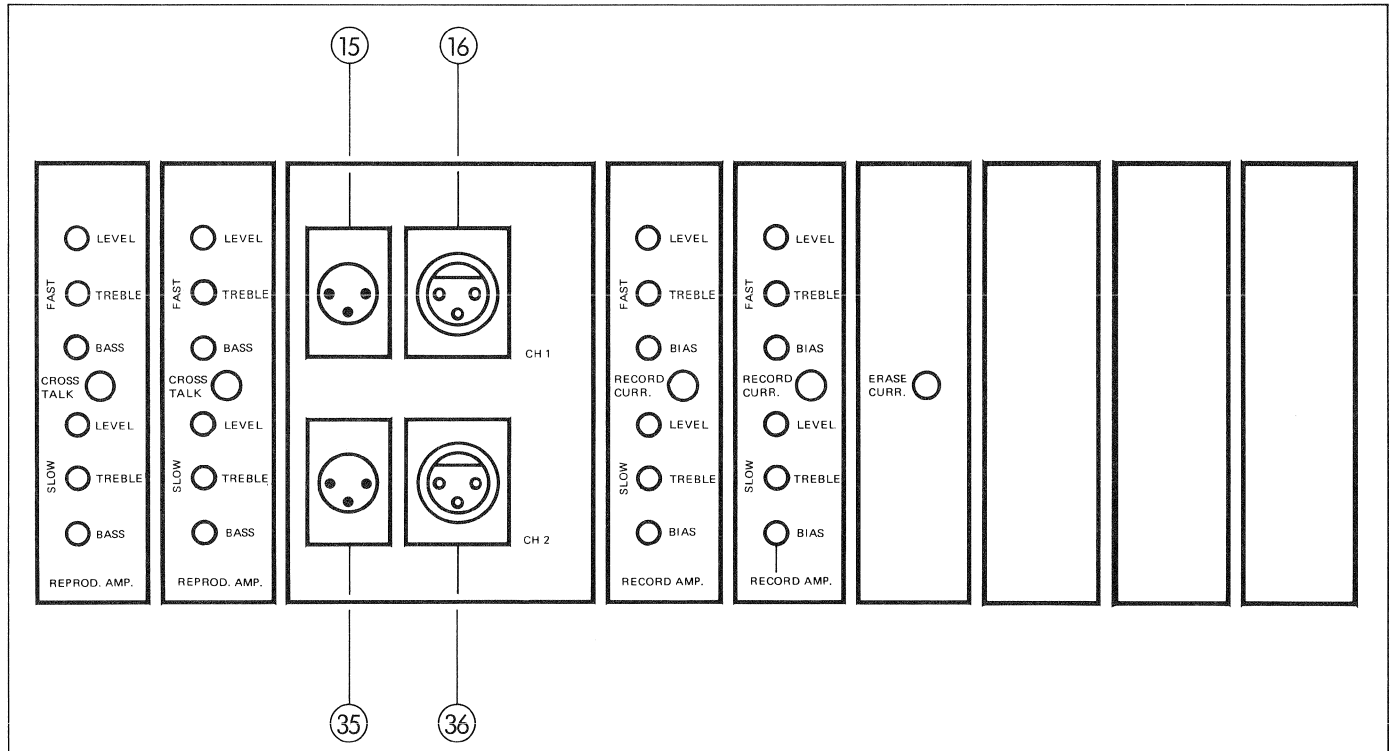 15
16
LEVEL
FAST
TREBLE
BASS
CROSS
TALK
LEVEL
SLOW
TREBLE
BASS
REPROD. AMP.
LEVEL
FAST
TREBLE
BASS
CROSS
TALK
LEVEL
SLOW
TREBLE
BASS
REPROD. AMP.
CH 1
CH 2
LEVEL
FAST
TREBLE
BIAS
RECORD
CURR.
LEVEL
SLOW
TREBLE
BIAS
RECORD AMP.
LEVEL
FAST
TREBLE
BIAS
RECORD
CURR.
LEVEL
SLOW
TREBLE
BIAS
RECORD AMP.
ERASE
CURR.
35
36